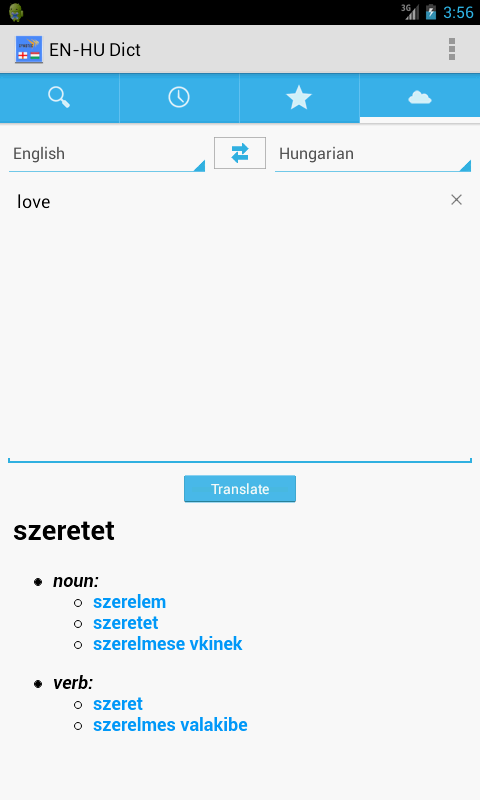 3G 3:56
EN-HU Dict
English Hungarian
love
Translate
szeretet
noun:
szerelem
szeretet
szerelmese vkinek
verb:
szeret
szerelmes valakibe